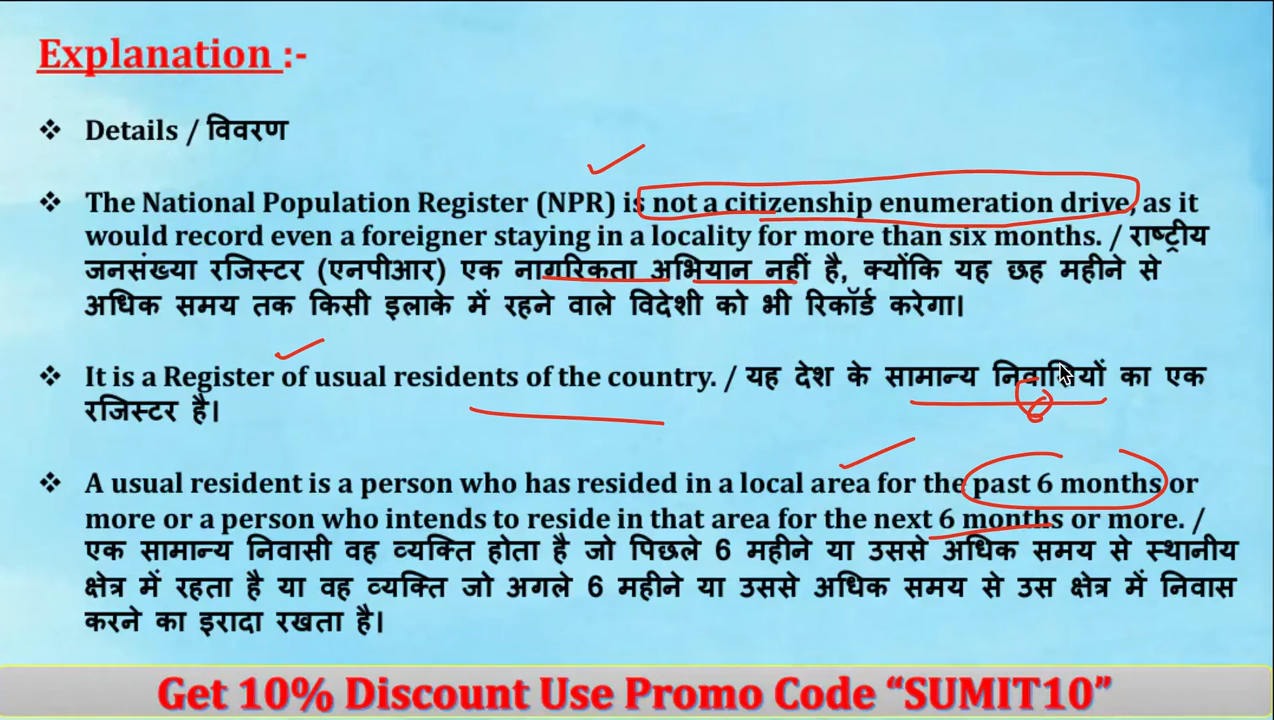 Explanation :-
❖ Details / विवरण
❖ The National Population Register (NPR) is not a citizenship enumeration drive, as it
would record even a foreigner staying in a locality for more than six months. / राष्ट्रीय
जनसंख्या रजिस्टर (एनपीआर) एक नागरिकता अभियान नहीं है, क्योंकि यह छह महीने से
अधिक समय तक किसी इलाके में रहने वाले विदेशी को भी रिकॉर्ड करेगा।
❖ It is a Register of usual residents of the country. / यह देश के सामान्य निवासियों का एक
रजिस्टर है।
❖ A usual resident is a person who has resided in a local area for the past 6 months or
more or a person who intends to reside in that area for the next 6 months or more. /
एक सामान्य निवासी वह व्यक्ति होता है जो पिछले 6 महीने या उससे अधिक समय से स्थानीय
क्षेत्र में रहता है या वह व्यक्ति जो अगले 6 महीने या उससे अधिक समय से उस क्षेत्र में निवास
करने का इरादा रखता है।
Get 10% Discount Use Promo Code “SUMIT10”